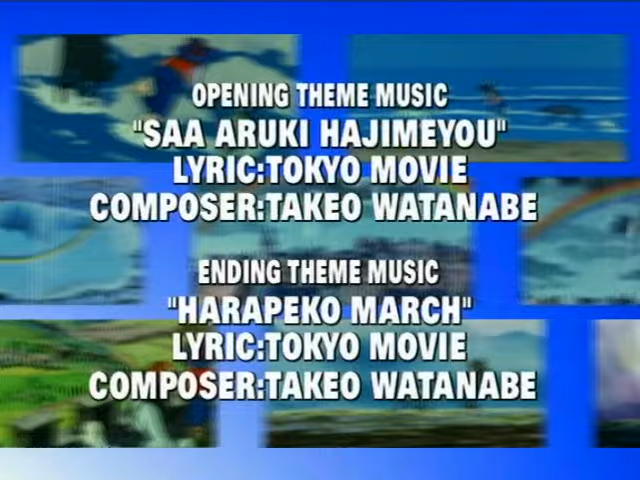 OPENING THEME MUSIC
"SAA ARUKI HAJIMEYOU"
LYRIC:TOKYO MOVIE
COMPOSER:TAKEO WATANABE
ENDING THEME MUSIC
"HARAPEKO MARCH"
LYRIC:TOKYO MOVIE
COMPOSER:TAKEO WATANABE